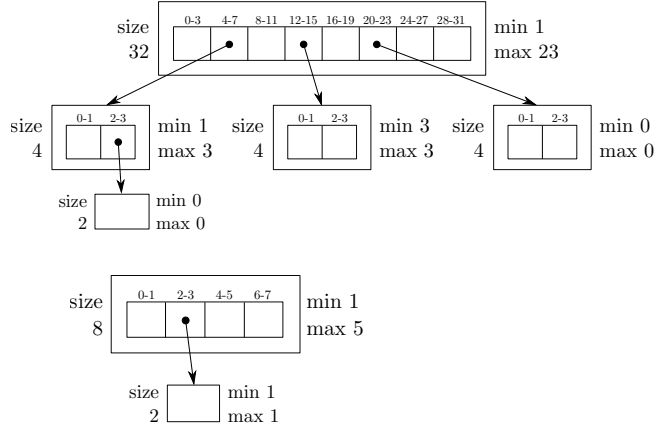 0-3 4-7 8-11 12-15 16-19 20-23 24-27 28-31
size min 1
32 max 23
0-1 2-3 0-1 2-3 0-1 2-3
size min 1 size min 3 size min 0
4 max 3 4 max 3 4 max 0
size min 0
2 max 0
0-1 2-3 4-5 6-7
size min 1
8 max 5
size min 1
2 max 1